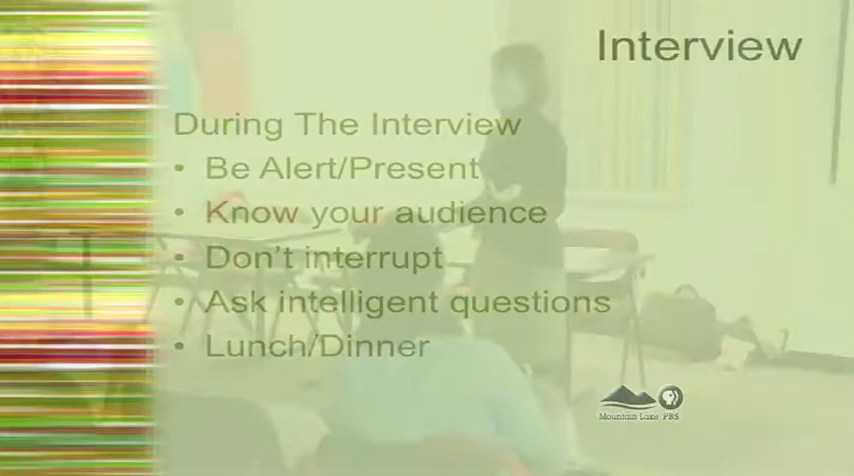 Interview
During The Interview
• Be Alert/Present
• Know your audience
• Don't interrupt
• Ask intelligent questions
• Lunch/Dinner
Mountain Lake PBS